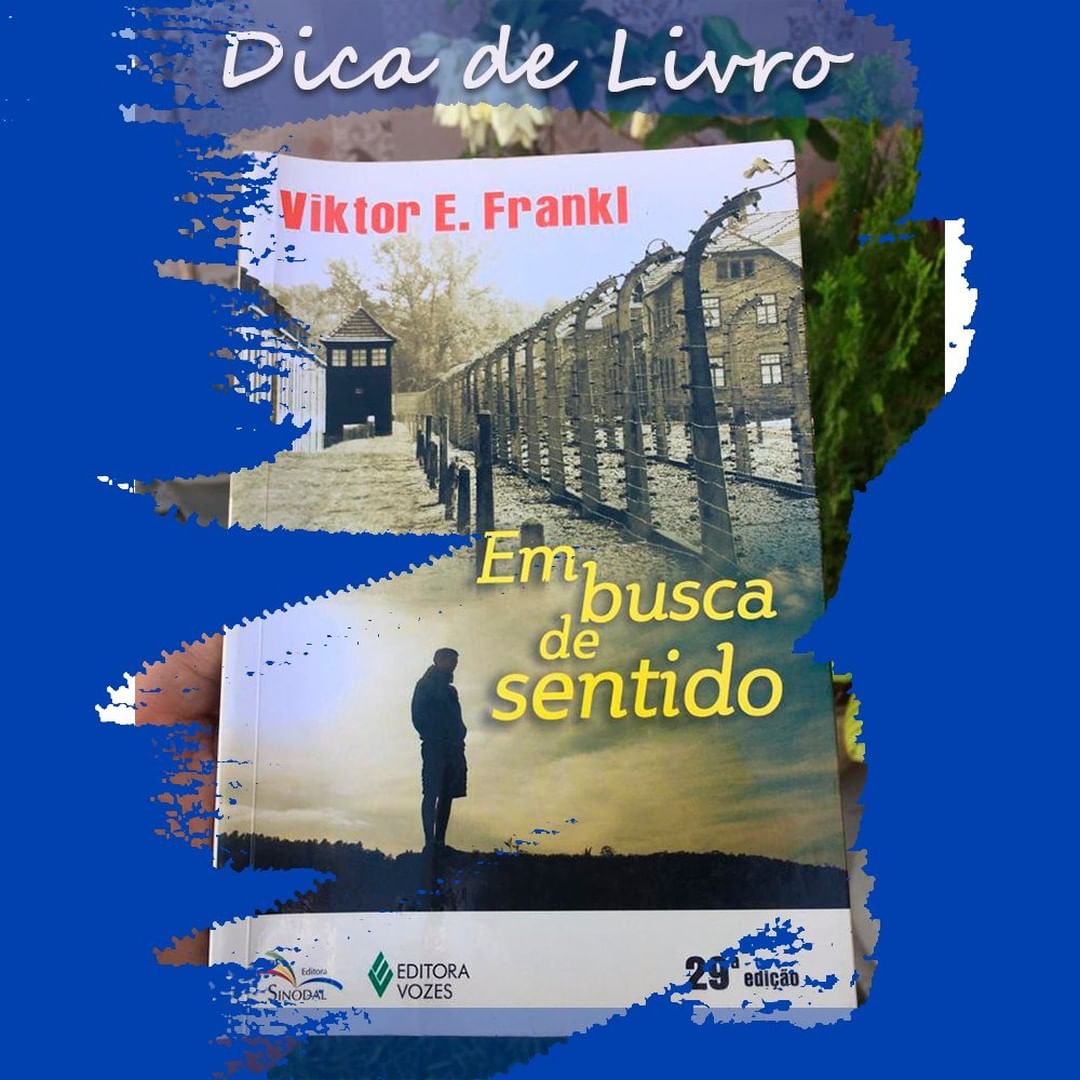 Dica de Livro
Viktor E. Frankl
Em
busca
de
sentido
Editora
SINODAL
EDITORA
VOZES
29ª edição